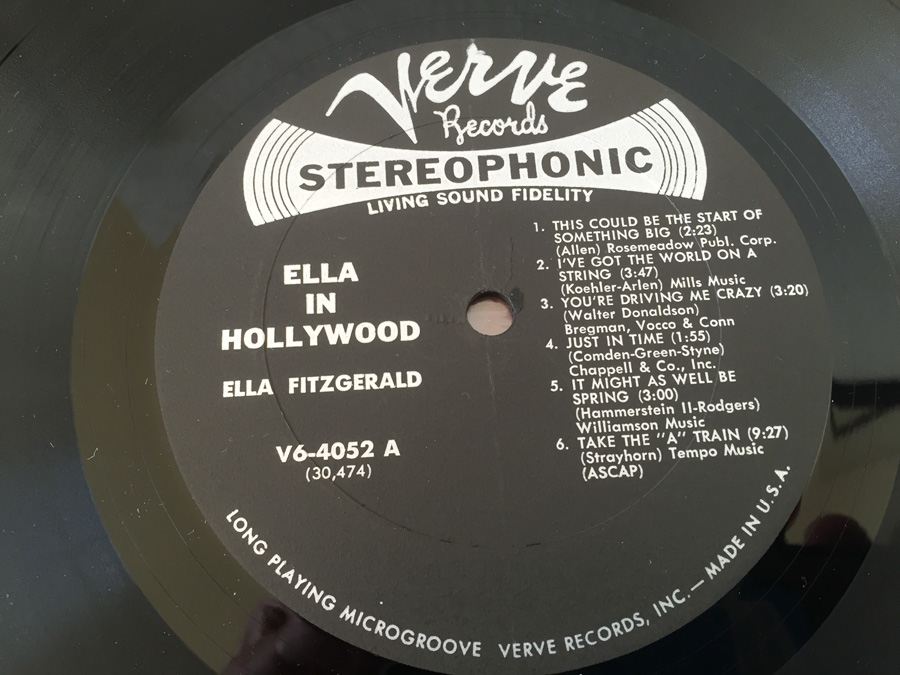 Verve
Records
STEREOPHONIC
LIVING SOUND FIDELITY
ELLA
IN
HOLLYWOOD
ELLA FITZGERALD
V6-4052 A
(30,474)
1. THIS COULD BE THE START OF
SOMETHING BIG (2:23)
(Allen) Rosemeadow Publ. Corp.
2. I'VE GOT THE WORLD ON A
STRING (3:47)
(Koehler-Arlen) Mills Music
3. YOU'RE DRIVING ME CRAZY (3:20)
(Walter Donaldson)
Bregman, Vocco & Conn
4. JUST IN TIME (1:55)
(Comden-Green-Styne)
Chappell & Co., Inc.
5. IT MIGHT AS WELL BE
SPRING (3:00)
(Hammerstein II-Rodgers)
Williamson Music
6. TAKE THE "A" TRAIN (9:27)
(Strayhorn) Tempo Music
(ASCAP)
LONG PLAYING MICROGROOVE VERVE RECORDS, INC.—MADE IN U.S.A.